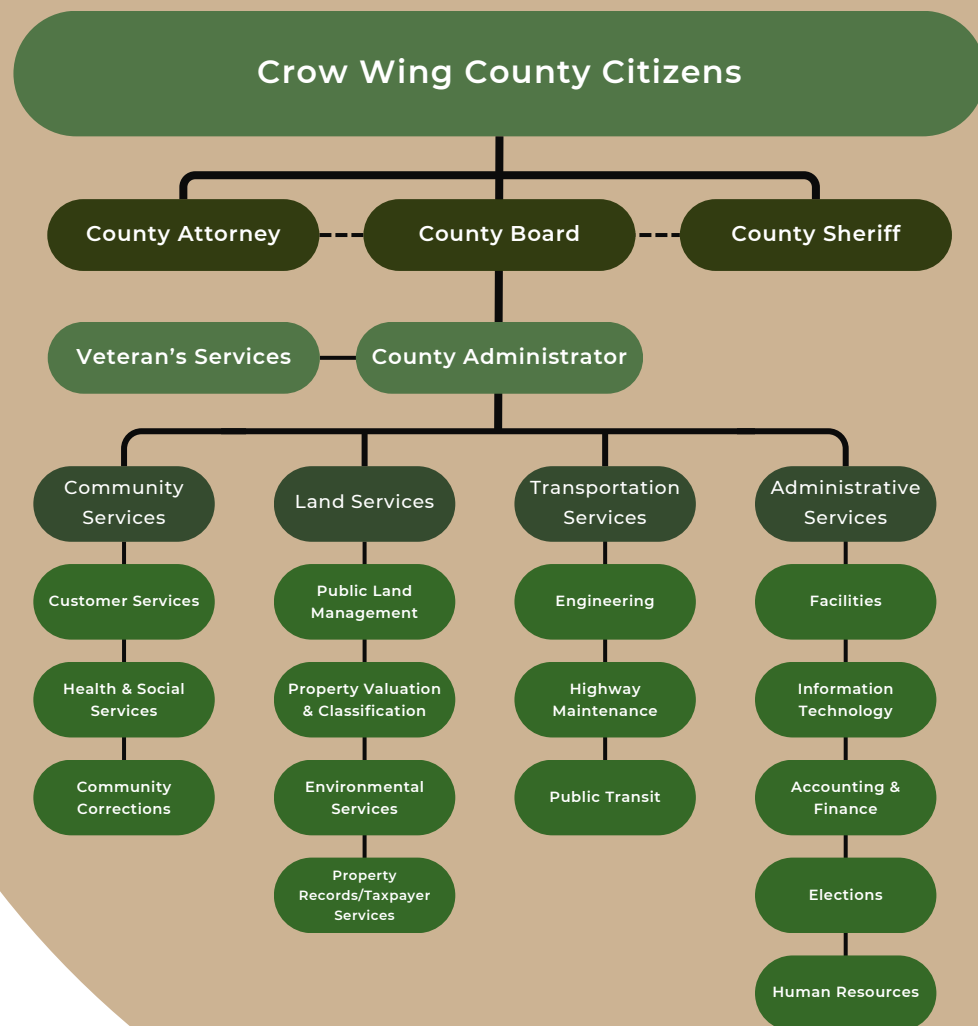 Crow Wing County Citizens
County Attorney
County Board
County Sheriff
Veteran’s Services
County Administrator
Community
Services
Land Services
Transportation
Services
Administrative
Services
Customer Services
Public Land
Management
Engineering
Facilities
Health & Social
Services
Property Valuation
& Classification
Highway
Maintenance
Information
Technology
Community
Corrections
Environmental
Services
Public Transit
Accounting &
Finance
Property
Records/Taxpayer
Services
Elections
Human Resources